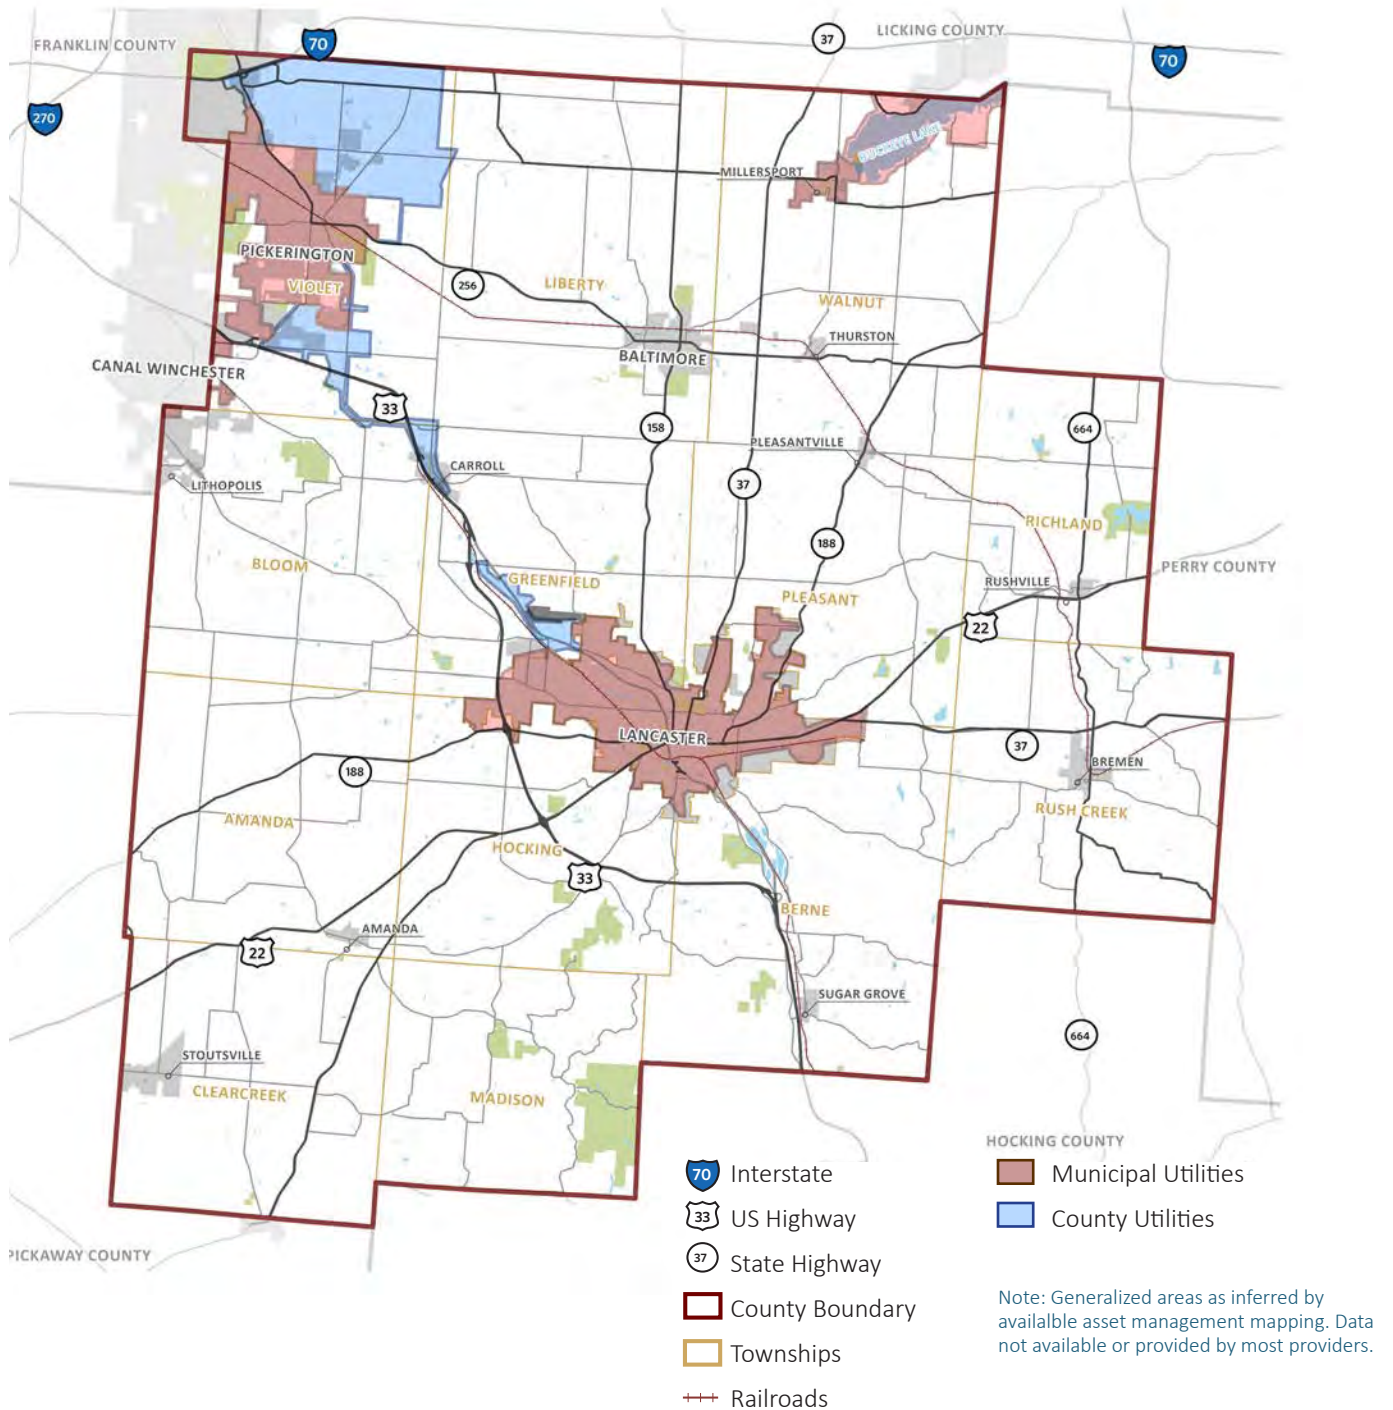 FRANKLIN COUNTY
70
37
LICKING COUNTY
70
270
BUCKEYE LAKE
MILLERSPORT
PICKERINGTON
VIOLET
256
LIBERTY
WALNUT
THURSTON
BALTIMORE
CANAL WINCHESTER
33
158
664
PLEASANTVILLE
CARROLL
LITHOPOLIS
37
RICHLAND
188
BLOOM
GREENFIELD
PERRY COUNTY
RUSHVILLE
PLEASANT
22
LANCASTER
37
188
BREMEN
RUSH CREEK
AMANDA
HOCKING
33
BERNE
AMANDA
22
SUGAR GROVE
664
STOUTSVILLE
CLEARCREEK
MADISON
HOCKING COUNTY
PICKAWAY COUNTY
70 Interstate
33 US Highway
37 State Highway
County Boundary
Townships
Railroads
Municipal Utilities
County Utilities
Note: Generalized areas as inferred by
availalble asset management mapping. Data
not available or provided by most providers.